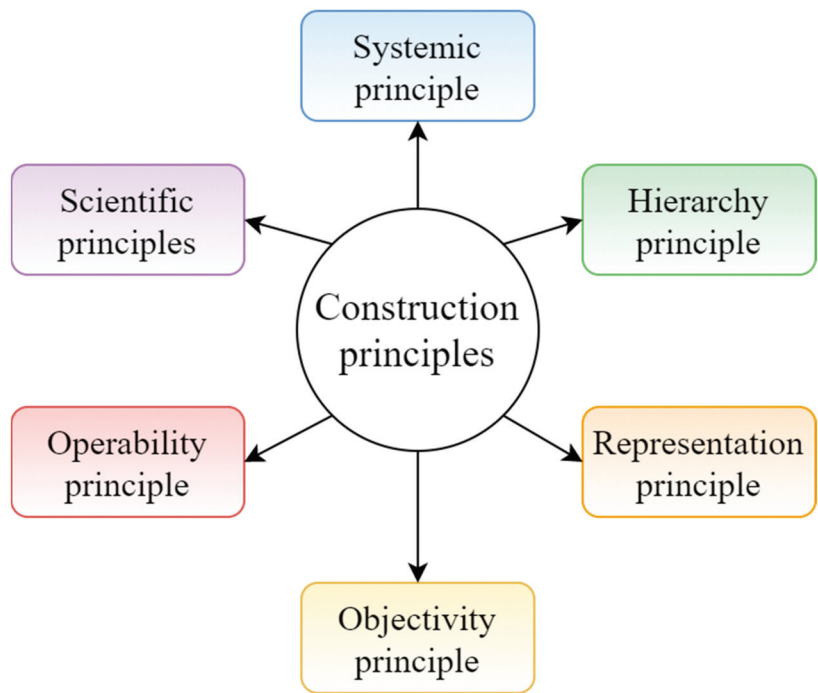 Systemic
principle
Scientific
principles
Hierarchy
principle
Construction
principles
Operability
principle
Representation
principle
Objectivity
principle